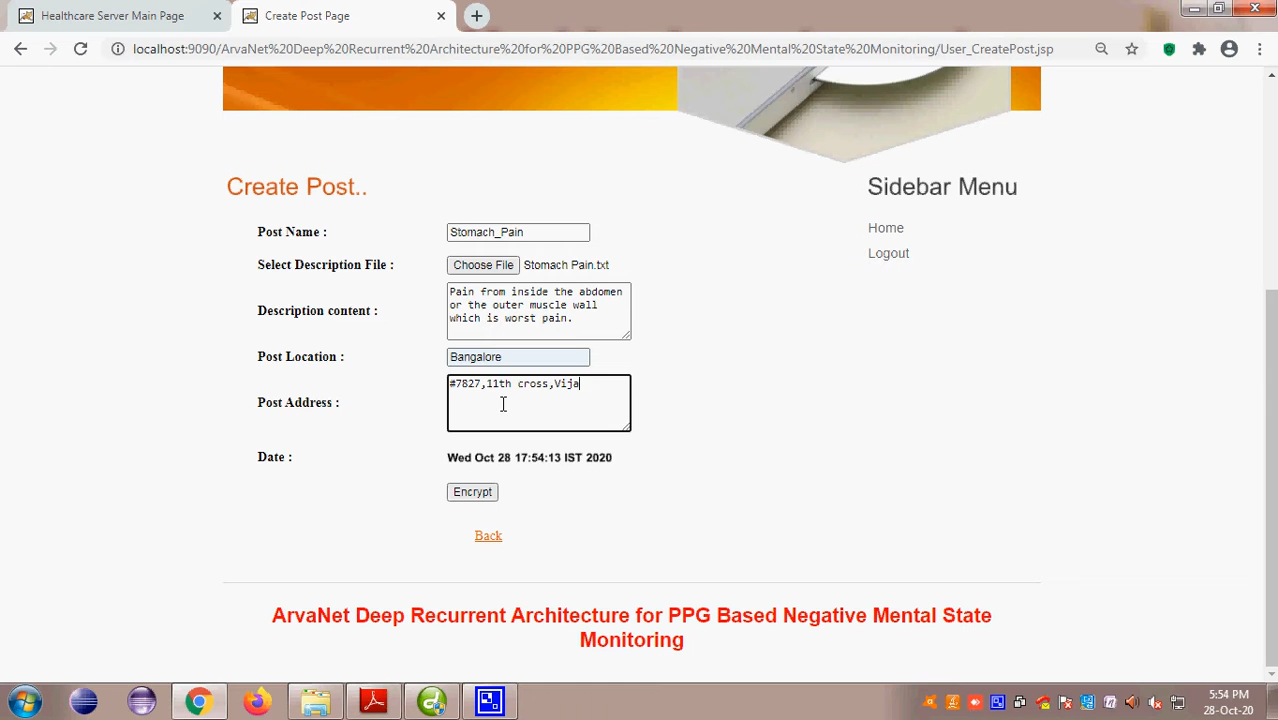 Healthcare Server Main Page
Create Post Page
localhost:9090/ArvaNet%20Deep%20Recurrent%20Architecture%20for%20PPG%20Based%20Negative%20Mental%20State%20Monitoring/User_CreatePost.jsp
Create Post..
Sidebar Menu
Post Name :
Stomach_Pain
Home
Select Description File :
Choose File Stomach Pain.txt
Logout
Description content :
Pain from inside the abdomen
or the outer muscle wall
which is worst pain.
Post Location :
Bangalore
Post Address :
#7827,11th cross,Vija
Date :
Wed Oct 28 17:54:13 IST 2020
Encrypt
Back
ArvaNet Deep Recurrent Architecture for PPG Based Negative Mental State
Monitoring
5:54 PM
28-Oct-20